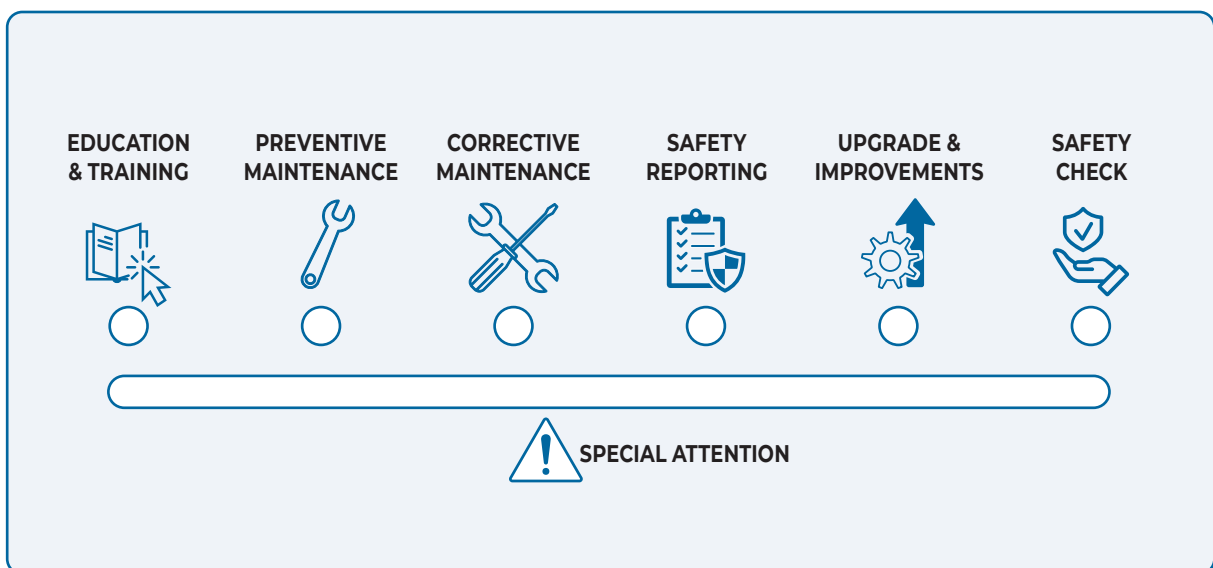 EDUCATION
& TRAINING
PREVENTIVE
MAINTENANCE
CORRECTIVE
MAINTENANCE
SAFETY
REPORTING
UPGRADE &
IMPROVEMENTS
SAFETY
CHECK
SPECIAL ATTENTION